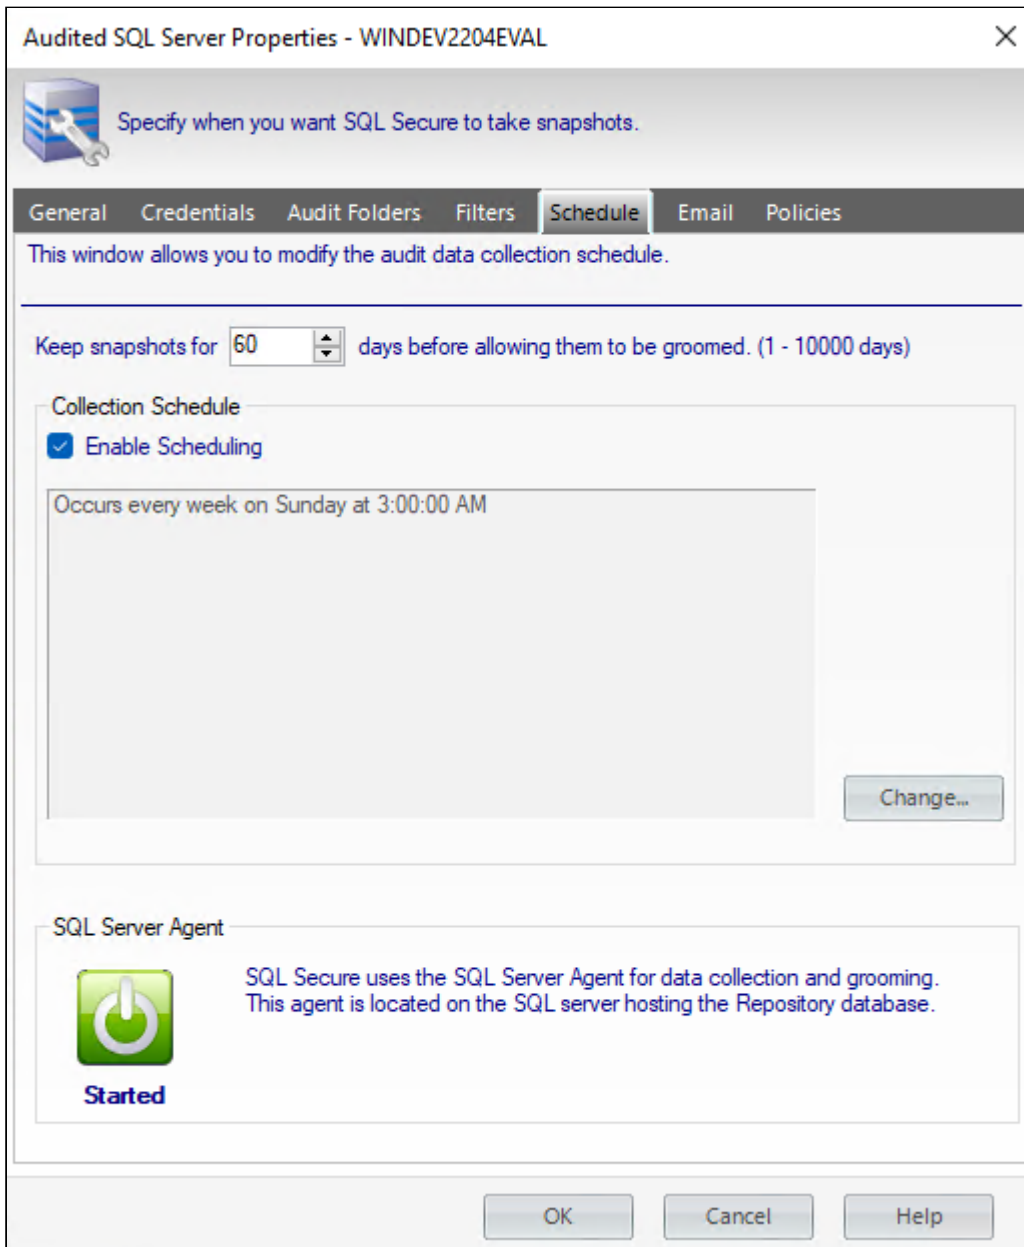 Audited SQL Server Properties - WINDEV2204EVAL
Specify when you want SQL Secure to take snapshots.
General Credentials Audit Folders Filters Schedule Email Policies
This window allows you to modify the audit data collection schedule.
Keep snapshots for 60 days before allowing them to be groomed. (1 - 10000 days)
Collection Schedule
Enable Scheduling
Occurs every week on Sunday at 3:00:00 AM
Change...
SQL Server Agent
SQL Secure uses the SQL Server Agent for data collection and grooming.
This agent is located on the SQL server hosting the Repository database.
Started
OK Cancel Help